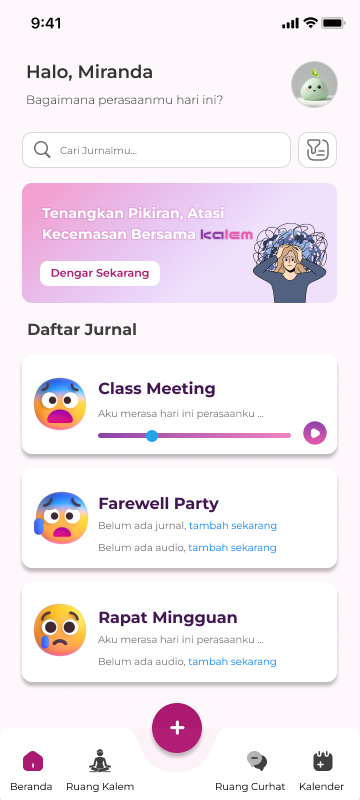 9:41
Halo, Miranda
Bagaimana perasaanmu hari ini?
Cari Jurnalmu...
Tenangkan Pikiran, Atasi
Kecemasan Bersama kalem
Dengar Sekarang
Daftar Jurnal
Class Meeting
Aku merasa hari ini perasaanku ...
Farewell Party
Belum ada jurnal, tambah sekarang
Belum ada audio, tambah sekarang
Rapat Mingguan
Aku merasa hari ini perasaanku ...
Belum ada audio, tambah sekarang
Beranda
Ruang Kalem
Ruang Curhat
Kalender